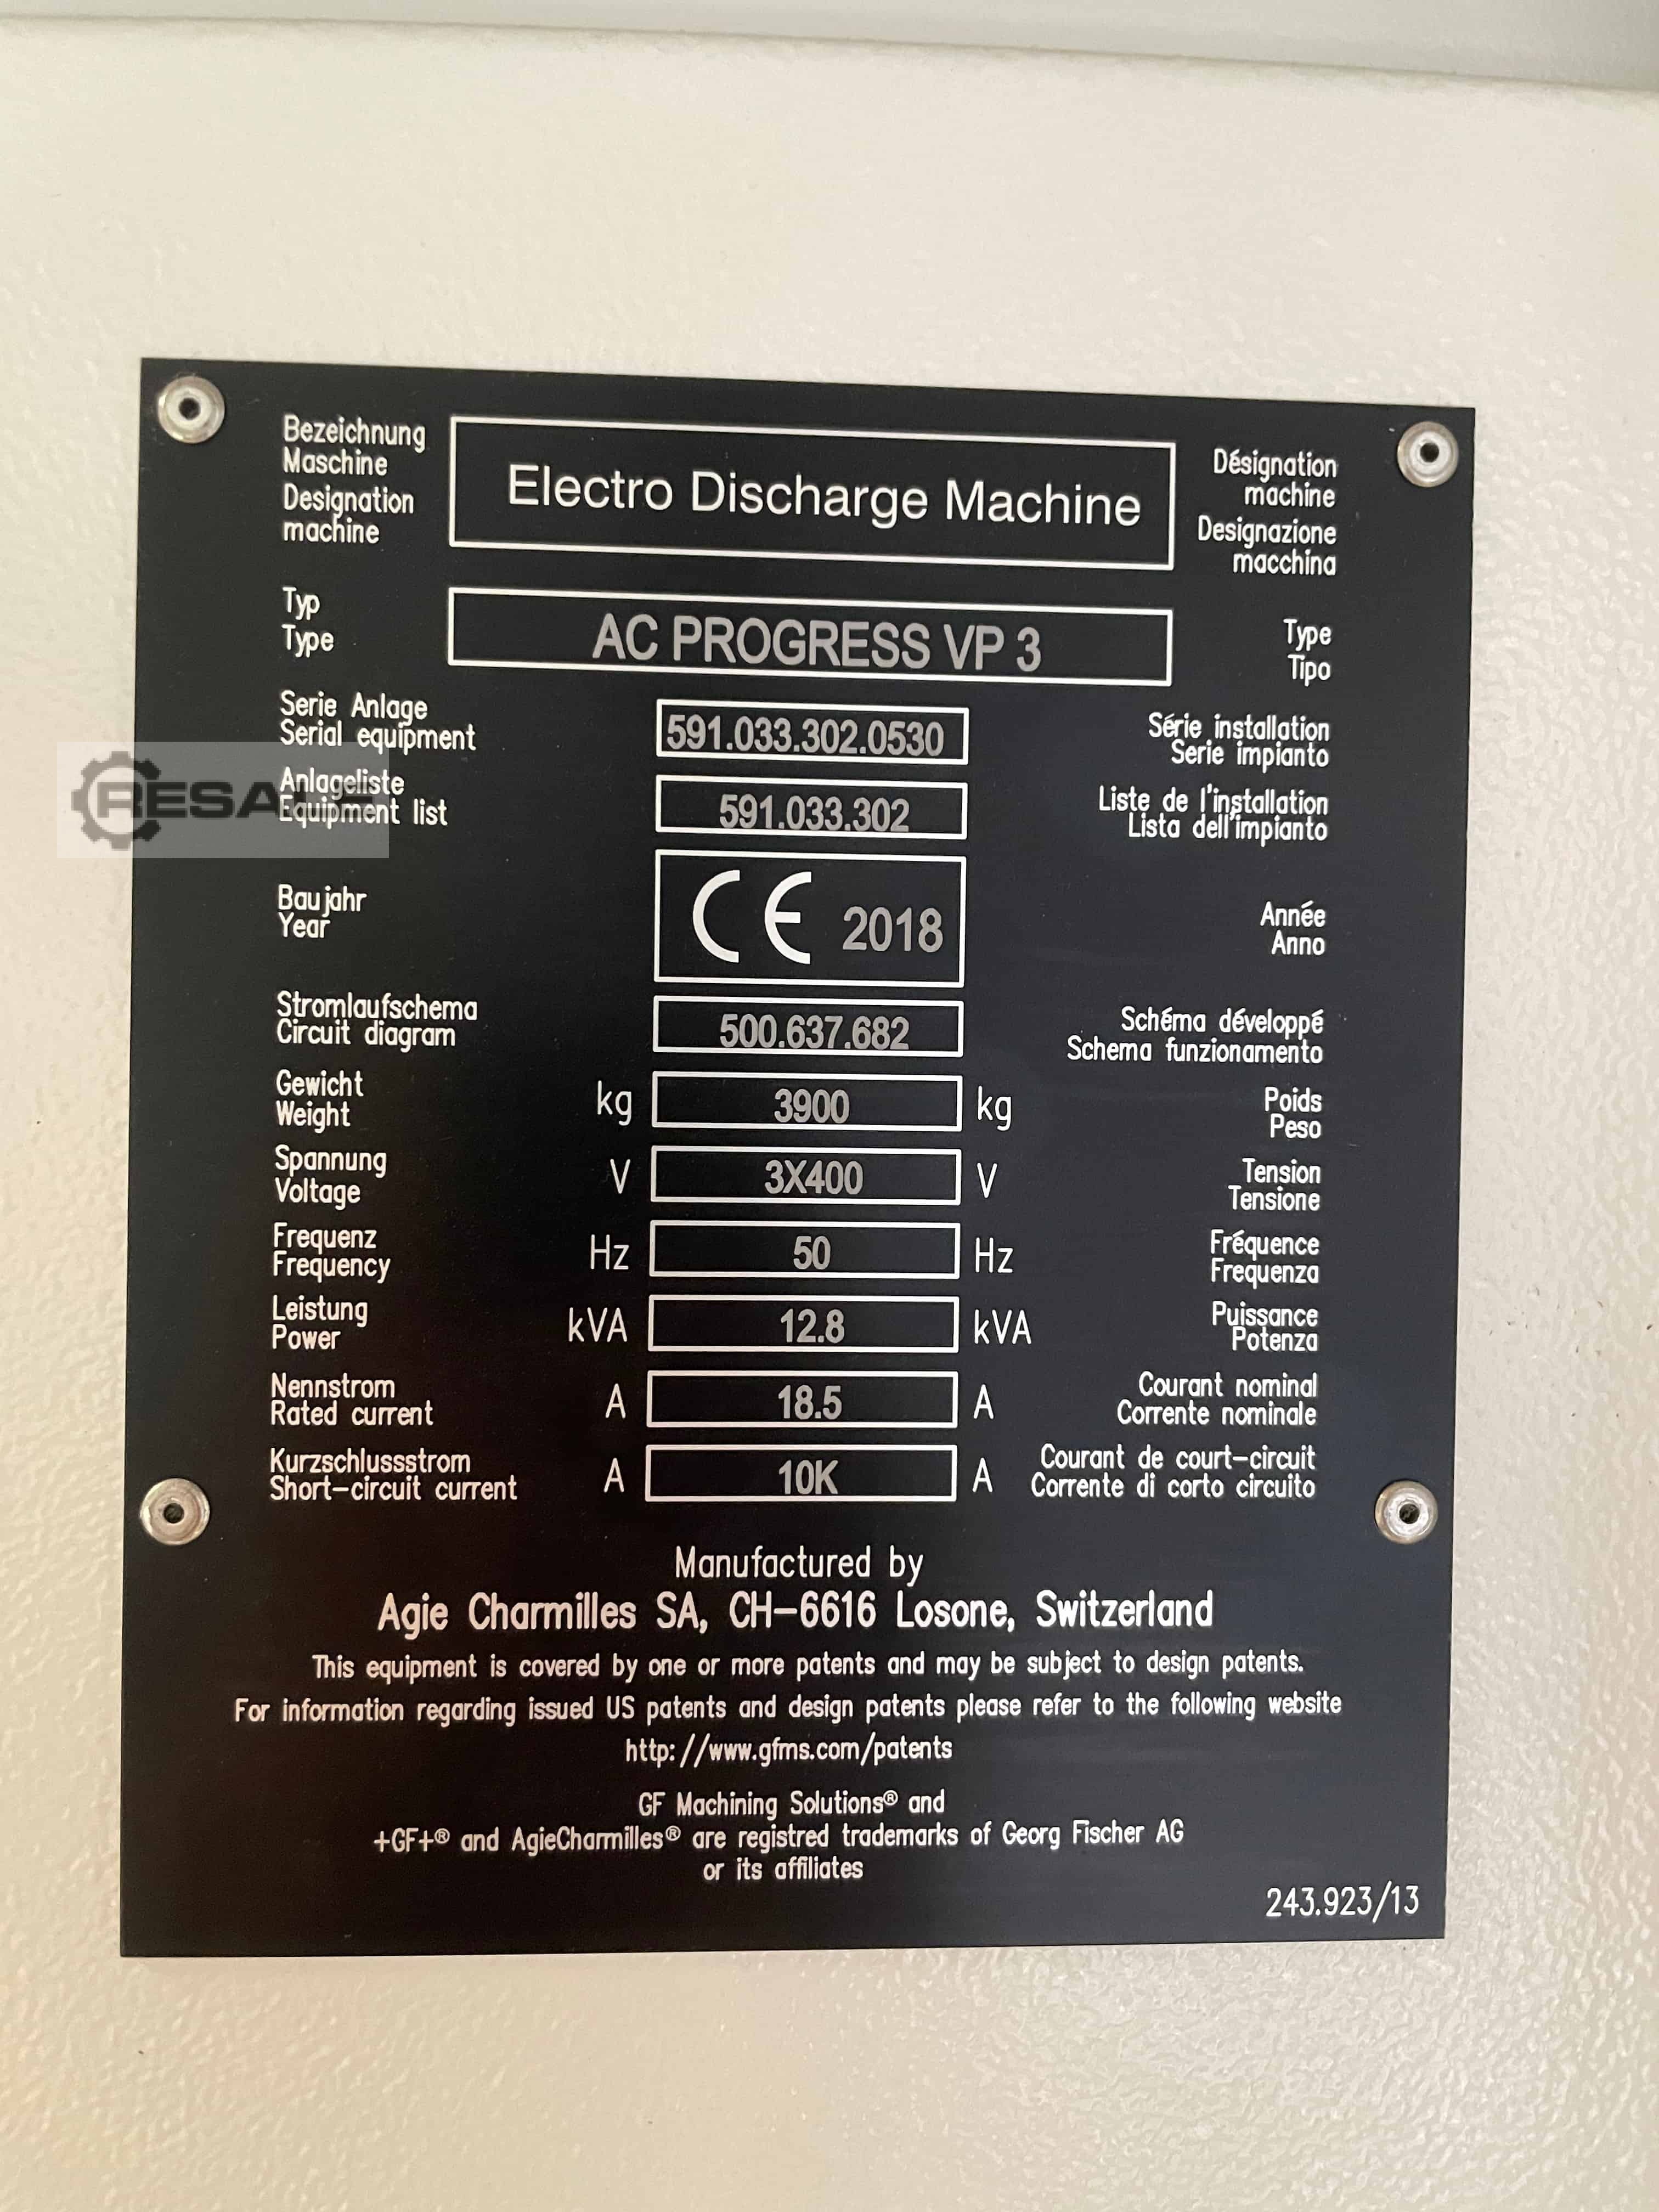 Bezeichnung
Maschine
Designation
machine
Electro Discharge Machine
Désignation
machine
Designazione
macchina
Typ
Type
AC PROGRESS VP 3
Type
Tipo
Serie Anlage
Serial equipment
591.033.302.0530
Série installation
Serie impianto
RESALE
Anlageliste
Equipment list
591.033.302
Liste de l'installation
Lista dell'impianto
Baujahr
Year
CE 2018
Année
Anno
Stromlaufschema
Circuit diagram
500.637.682
Schéma développé
Schema funzionamento
Gewicht
Weight
kg 3900 kg
Poids
Peso
Spannung
Voltage
V 3X400 V
Tension
Tensione
Frequenz
Frequency
Hz 50 Hz
Fréquence
Frequenza
Leistung
Power
kVA 12.8 kVA
Puissance
Potenza
Nennstrom
Rated current
A 18.5 A
Courant nominal
Corrente nominale
Kurzschlussstrom
Short-circuit current
A 10K A
Courant de court-circuit
Corrente di corto circuito
Manufactured by
Agie Charmilles SA, CH-6616 Losone, Switzerland
This equipment is covered by one or more patents and may be subject to design patents.
For information regarding issued US patents and design patents please refer to the following website
http://www.gfms.com/patents
GF Machining Solutions® and
+GF+® and AgieCharmilles® are registred trademarks of Georg Fischer AG
or its affiliates
243.923/13